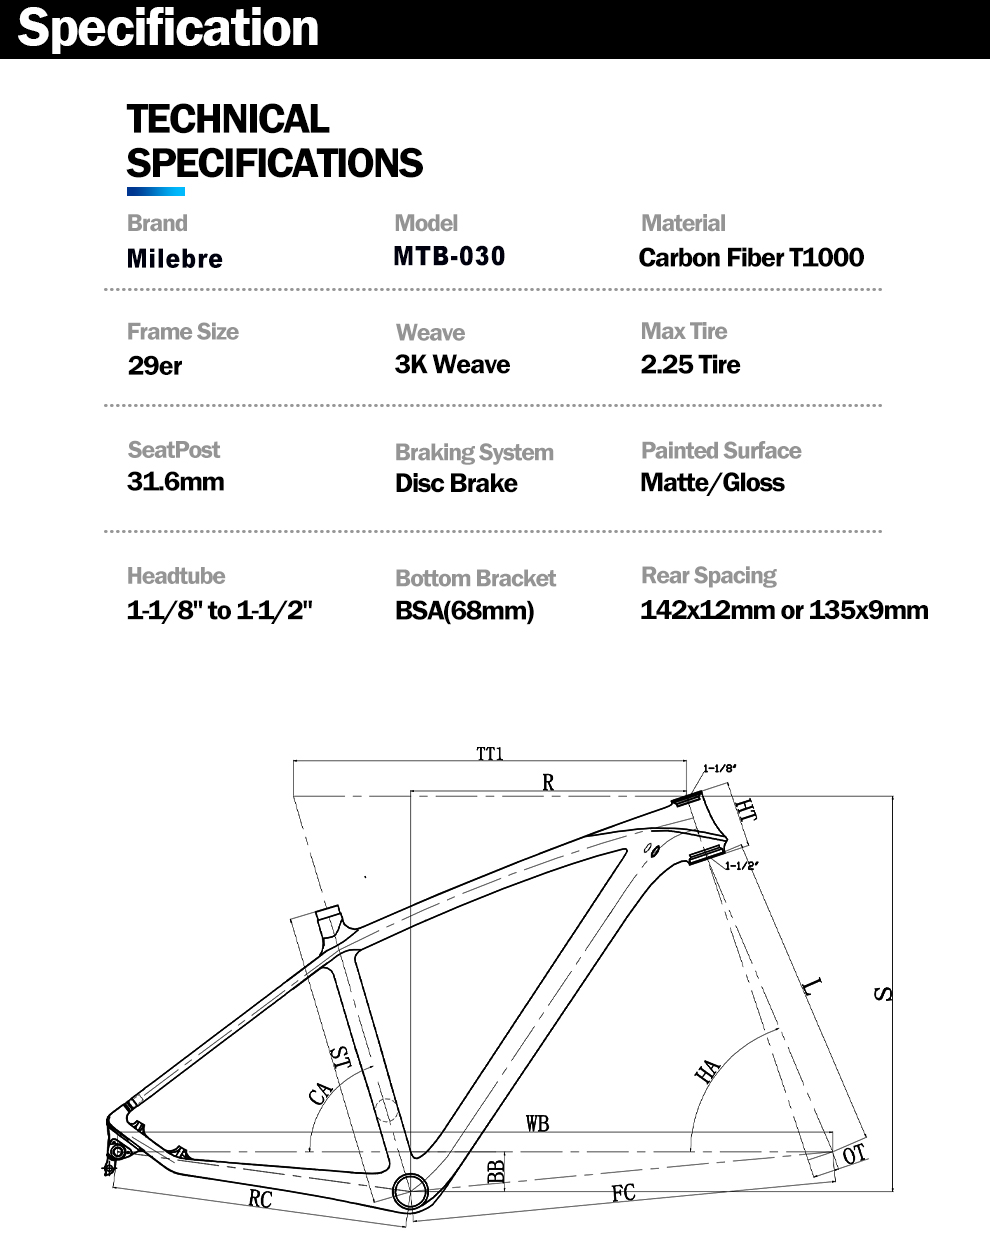 Specification
TECHNICAL
SPECIFICATIONS
Brand Model Material
Milebre MTB-030 Carbon Fiber T1000
Frame Size Weave Max Tire
29er 3K Weave 2.25 Tire
SeatPost Braking System Painted Surface
31.6mm Disc Brake Matte/Gloss
Headtube Bottom Bracket Rear Spacing
1-1/8" to 1-1/2" BSA(68mm) 142x12mm or 135x9mm
TT1
1-1/8"
R
HT
1-1/2"
L
S
ST
HA
CA
WB
OT
BB
RC
FC